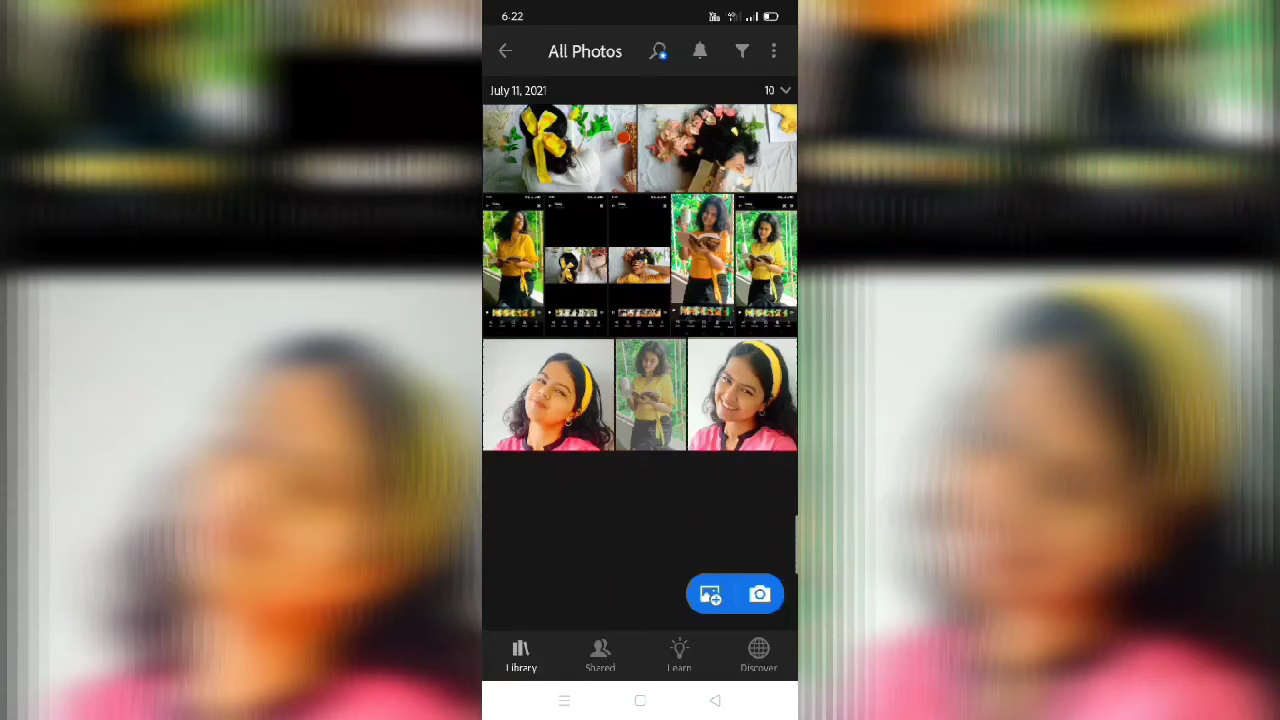 6:22
All Photos
July 11, 2021
10
Library
Shared
Learn
Discover